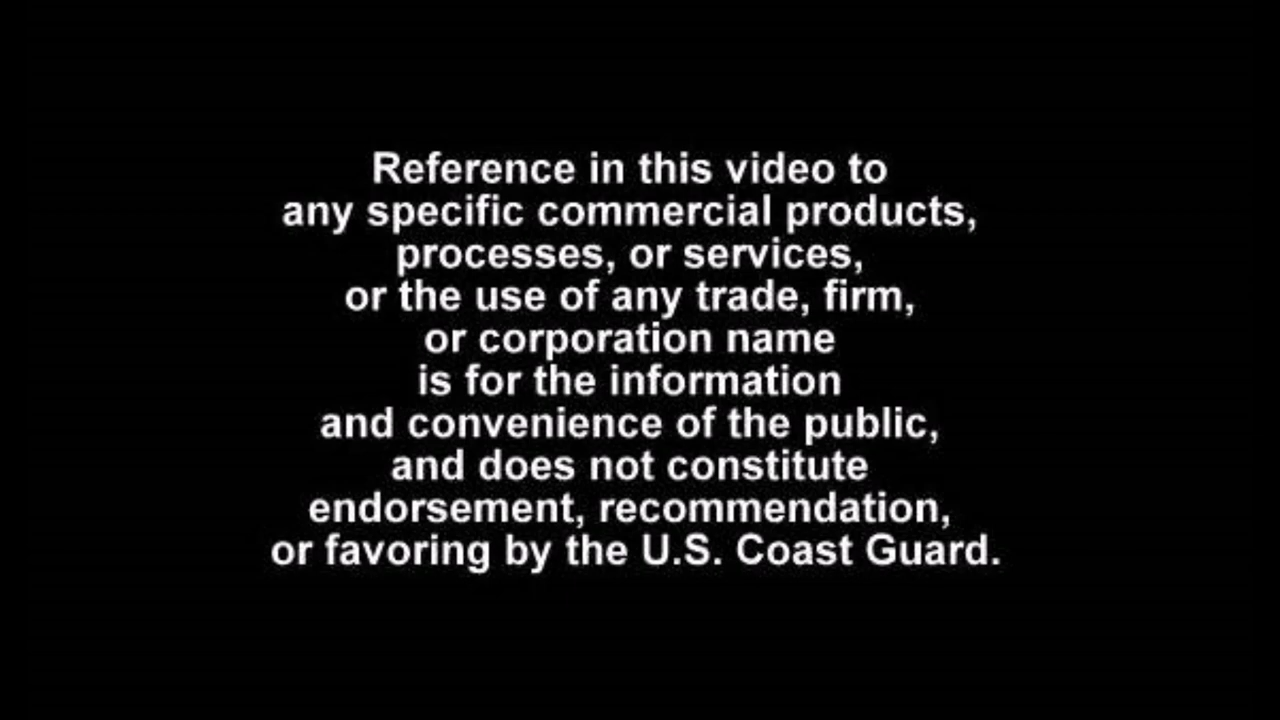 Reference in this video to
any specific commercial products,
processes, or services,
or the use of any trade, firm,
or corporation name
is for the information
and convenience of the public,
and does not constitute
endorsement, recommendation,
or favoring by the U.S. Coast Guard.